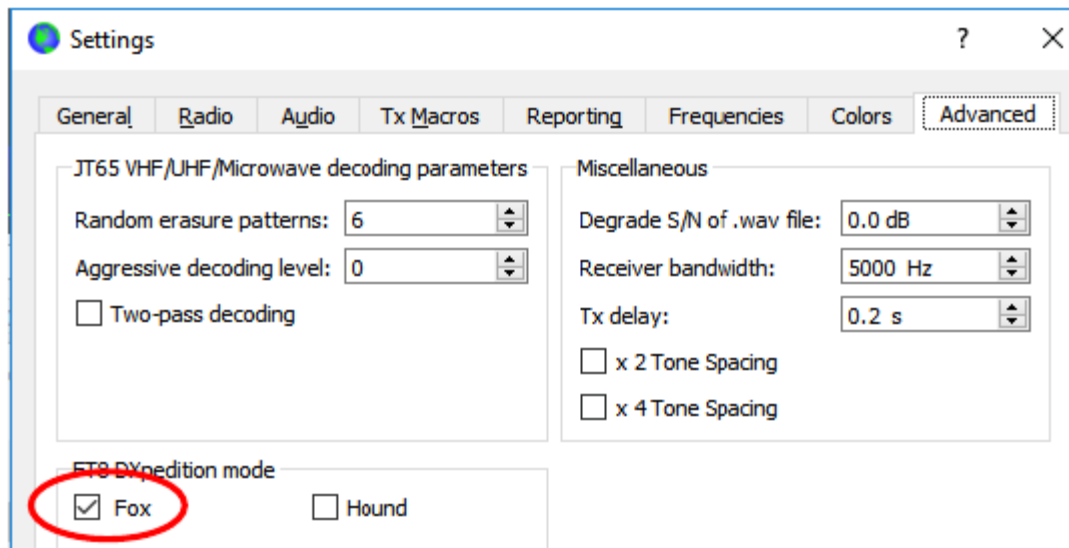 Settings
?
General Radio Audio Tx Macros Reporting Frequencies Colors Advanced
JT65 VHF/UHF/Microwave decoding parameters
Random erasure patterns: 6
Aggressive decoding level: 0
Two-pass decoding
Miscellaneous
Degrade S/N of .wav file: 0.0 dB
Receiver bandwidth: 5000 Hz
Tx delay: 0.2 s
x 2 Tone Spacing
x 4 Tone Spacing
FT8 DXpedition mode
Fox Hound